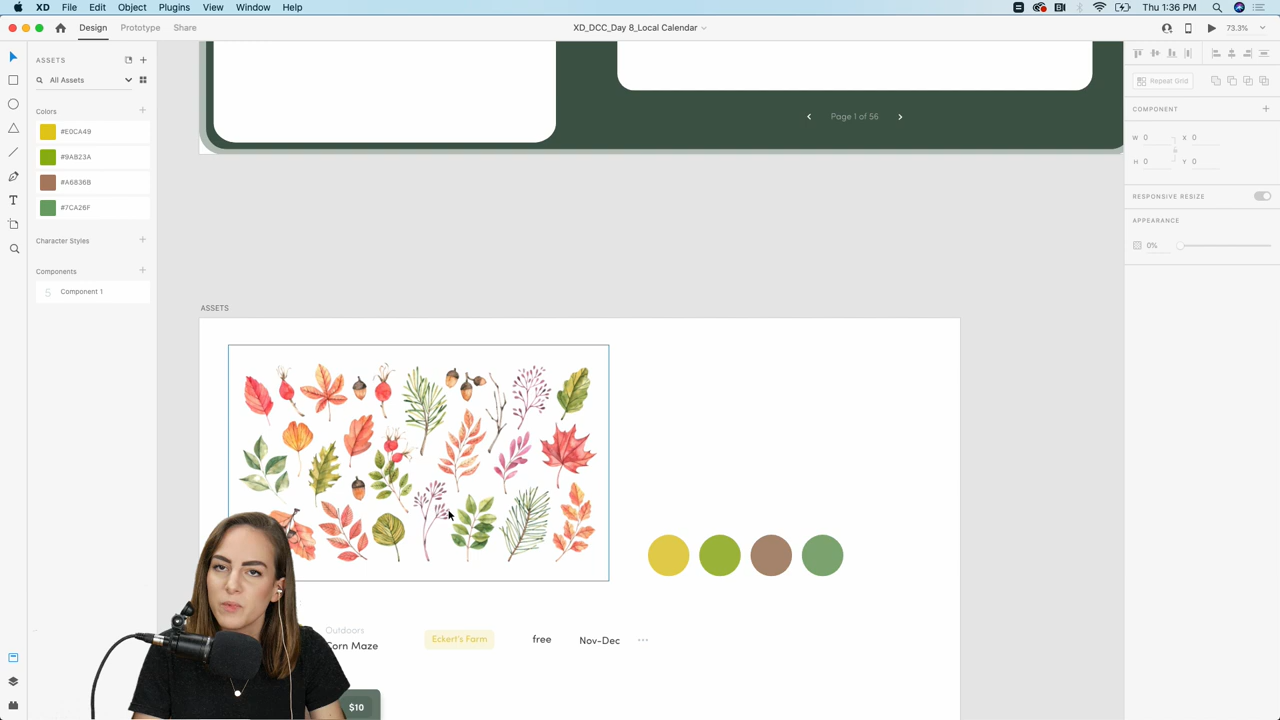 XD File Edit Object Plugins View Window Help
Thu 1:36 PM
Design Prototype Share
XD_DCC_Day 8_Local Calendar
73.3%
ASSETS
All Assets
Colors
#E0CA49
#9AB23A
#A6836B
#7CA26F
Character Styles
Components
Component 1
Page 1 of 56
ASSETS
Outdoors
Corn Maze
Eckert's Farm
free
Nov-Dec
$10
Repeat Grid
COMPONENT
W 0 X 0
H 0 Y 0
RESPONSIVE RESIZE
APPEARANCE
0%